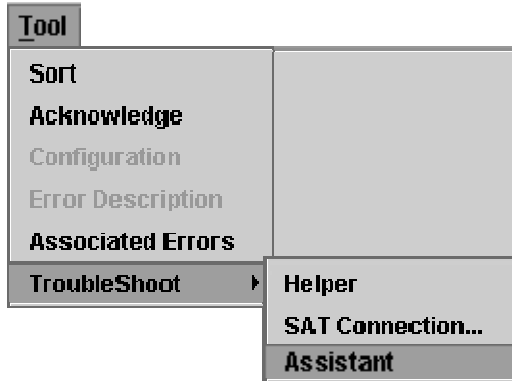 Tool
Sort
Acknowledge
Configuration
Error Description
Associated Errors
TroubleShoot
Helper
SAT Connection...
Assistant